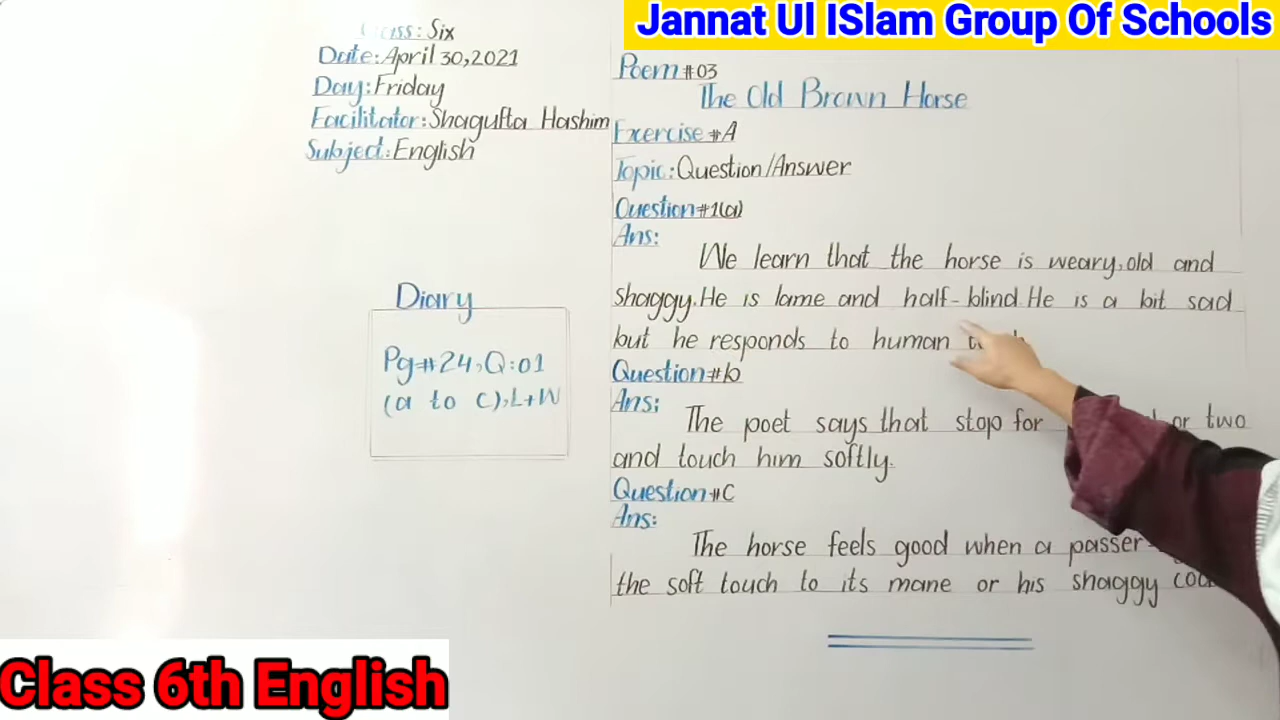 Jannat Ul ISlam Group Of Schools
Class: Six
Date: April 30,2021
Day: Friday
Facilitator: Shagufta Hashim
Subject: English
Diary
Pg#24, Q:01
(a to c), L+W
Poem #03
The Old Brown Horse
Exercise #A
Topic: Question/Answer
Question#1(a)
Ans:
We learn that the horse is weary, old and
shaggy. He is lame and half-blind. He is a bit sad
but he responds to human
Question#b
Ans:
The poet says that stop for or two
and touch him softly.
Question#C
Ans:
The horse feels good when a passer-
the soft touch to its mane or his shaggy
Class 6th English